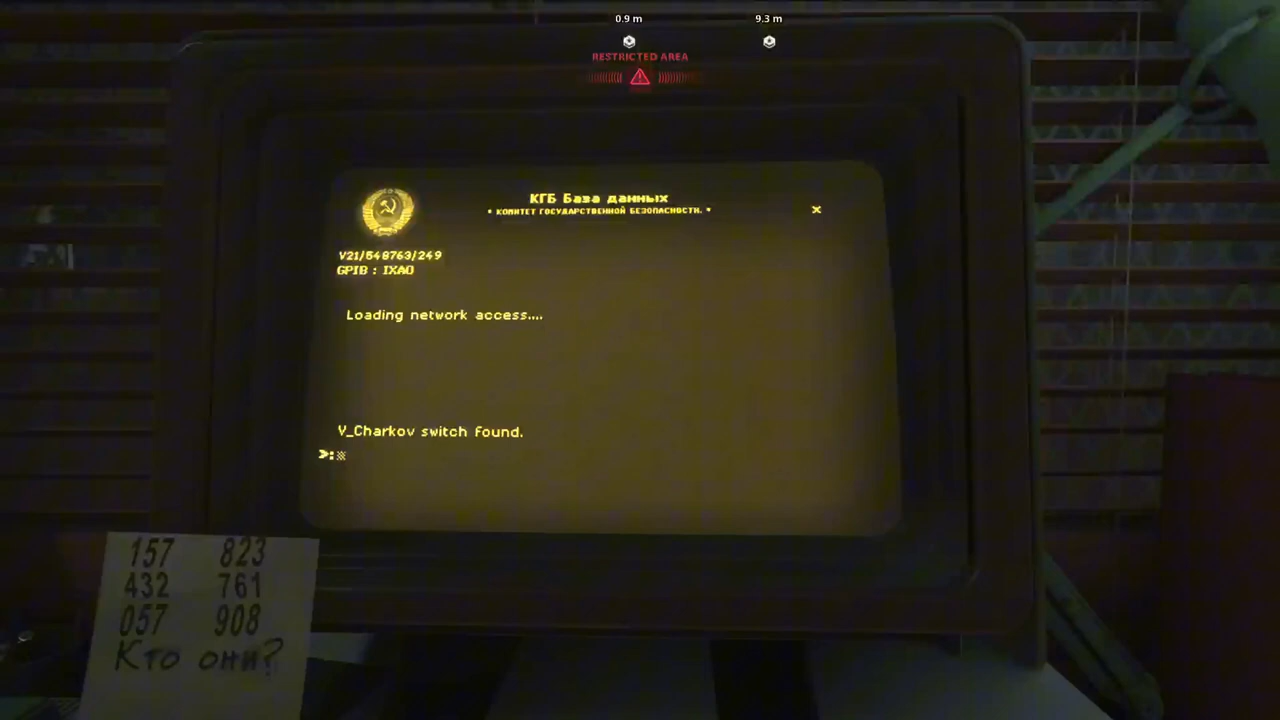 0.9 m 9.3 m
RESTRICTED AREA
КГБ База данных
* КОМИТЕТ ГОСУДАРСТВЕННОЙ БЕЗОПАСНОСТИ. *
×
V21/548763/249
GPIB : IXAO
Loading network access....
V_Charkov switch found.
>:
157 823
432 761
057 908
Кто они?